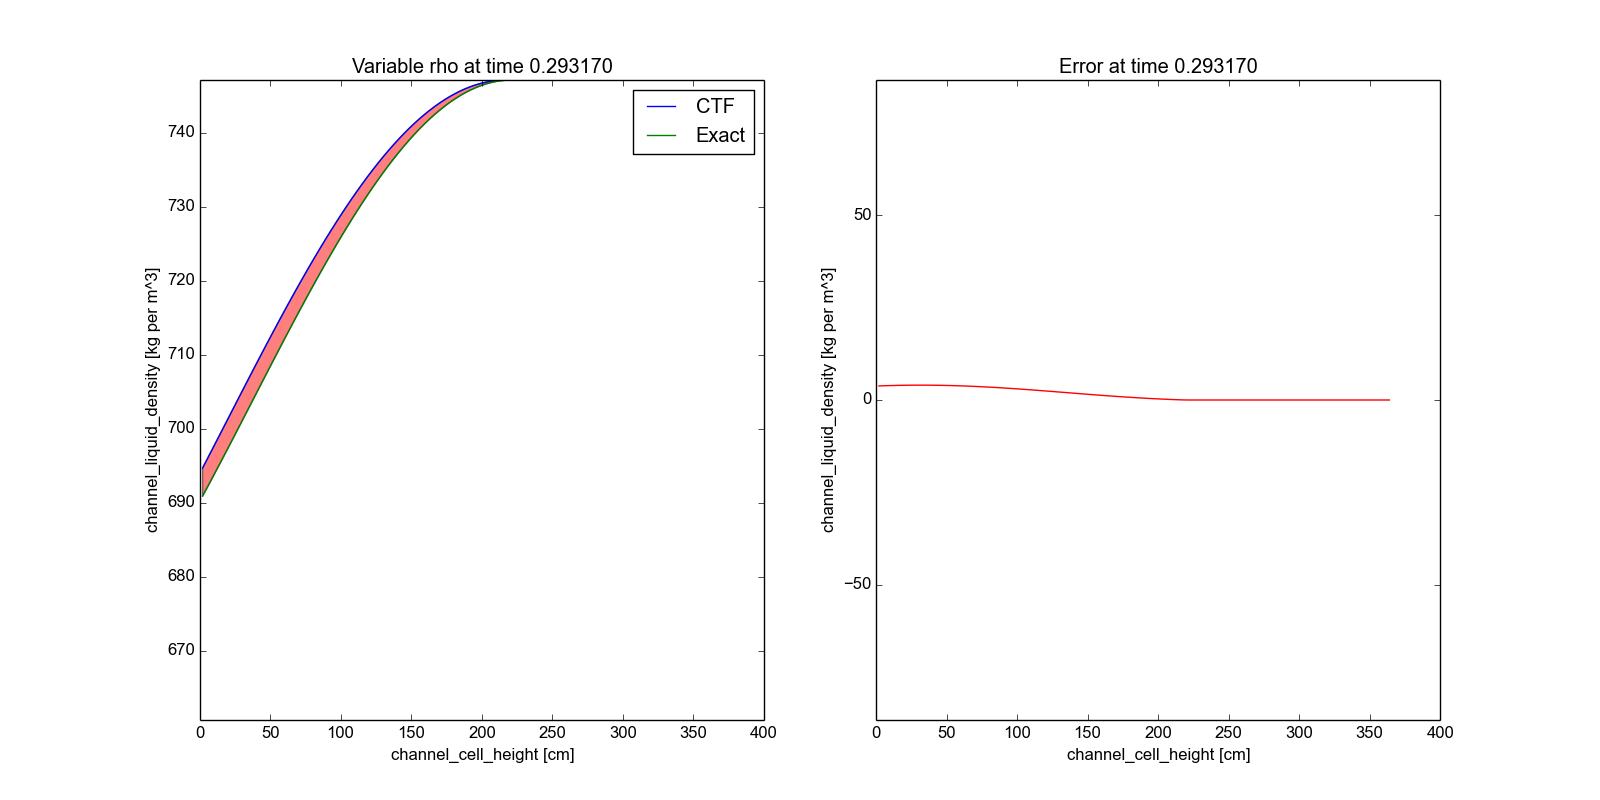 Variable rho at time 0.293170
channel_liquid_density [kg per m^3]
740
730
720
710
700
690
680
670
0 50 100 150 200 250 300 350 400
channel_cell_height [cm]
CTF
Exact
Error at time 0.293170
channel_liquid_density [kg per m^3]
50
0
−50
0 50 100 150 200 250 300 350 400
channel_cell_height [cm]